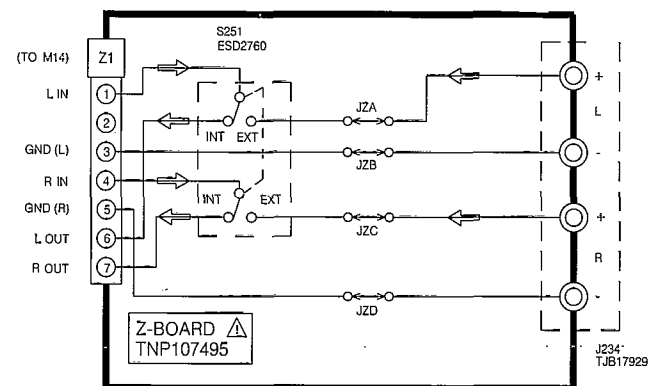 S251
ESD2760
(TO M14) Z1
L IN 1
2
GND (L) 3
R IN 4
GND (R) 5
L OUT 6
R OUT 7
INT EXT
INT EXT
JZA
JZB
JZC
JZD
+
L
-
+
R
-
Z-BOARD ⚠
TNP107495
J234
TJB17929